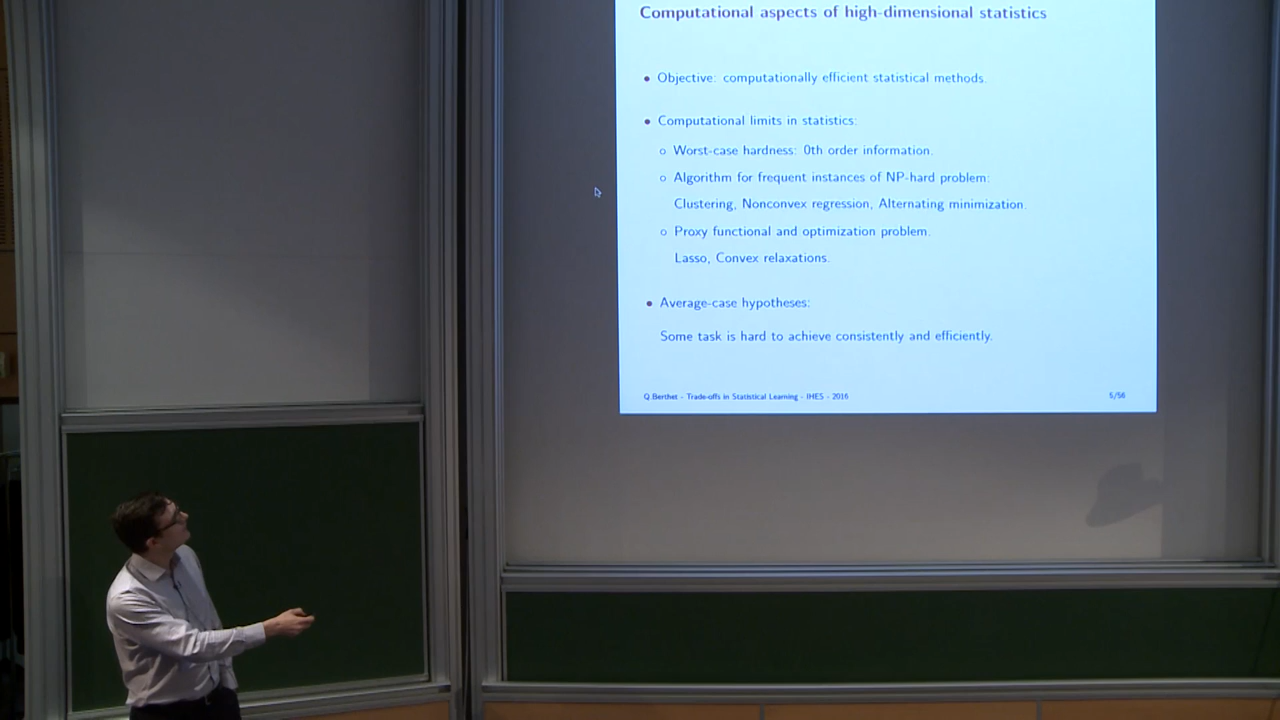 Computational aspects of high-dimensional statistics
• Objective: computationally efficient statistical methods.
• Computational limits in statistics:
o Worst-case hardness: 0th order information.
o Algorithm for frequent instances of NP-hard problem:
Clustering, Nonconvex regression, Alternating minimization.
o Proxy functional and optimization problem.
Lasso, Convex relaxations.
• Average-case hypotheses:
Some task is hard to achieve consistently and efficiently.
Q.Berthet - Trade-offs in Statistical Learning - IHES - 2016
5/56